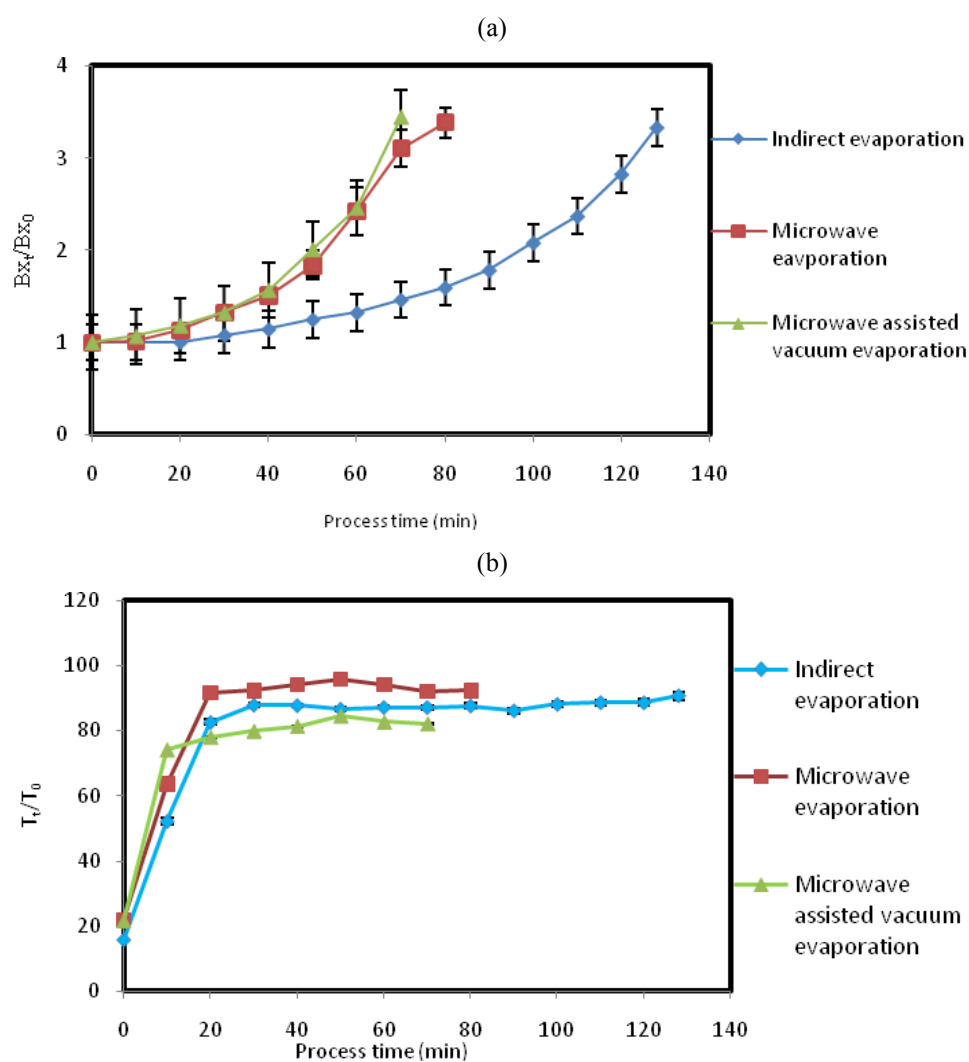 (a)
4
3
2
1
0
Bxₜ/Bx₀
0 20 40 60 80 100 120 140
Process time (min)
Indirect evaporation
Microwave
eavporation
Microwave assisted
vacuum evaporation
(b)
120
100
80
60
40
20
0
Tₜ/T₀
0 20 40 60 80 100 120 140
Process time (min)
Indirect
evaporation
Microwave
evaporation
Microwave
assisted vacuum
evaporation